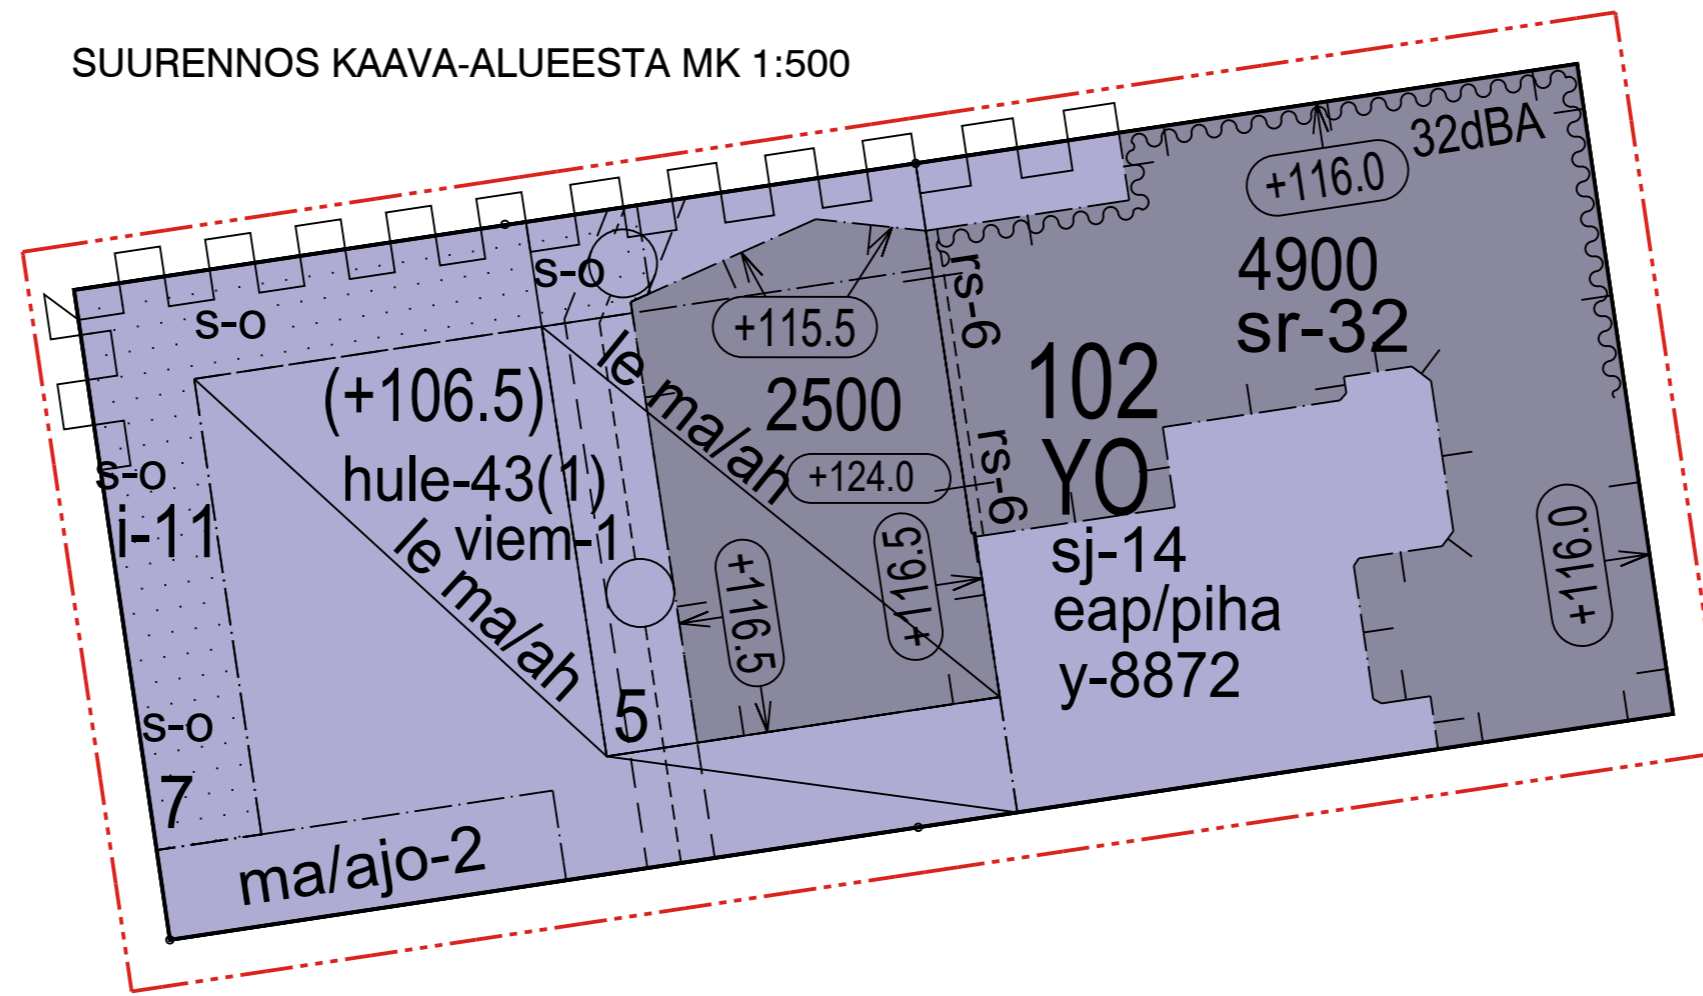 SUURENNOS KAAVA-ALUEESTA MK 1:500
32dBA
+116.0
4900
sr-32
s-o
s-o
rs-6
+115.5
le ma/ah
2500
102
YO
(+106.5)
hule-43(1)
viem-1
le ma/ah
s-o
i-11
+124.0
rs-6
+116.5
+116.5
sj-14
eap/piha
y-8872
+116.0
s-o
7
5
ma/ajo-2